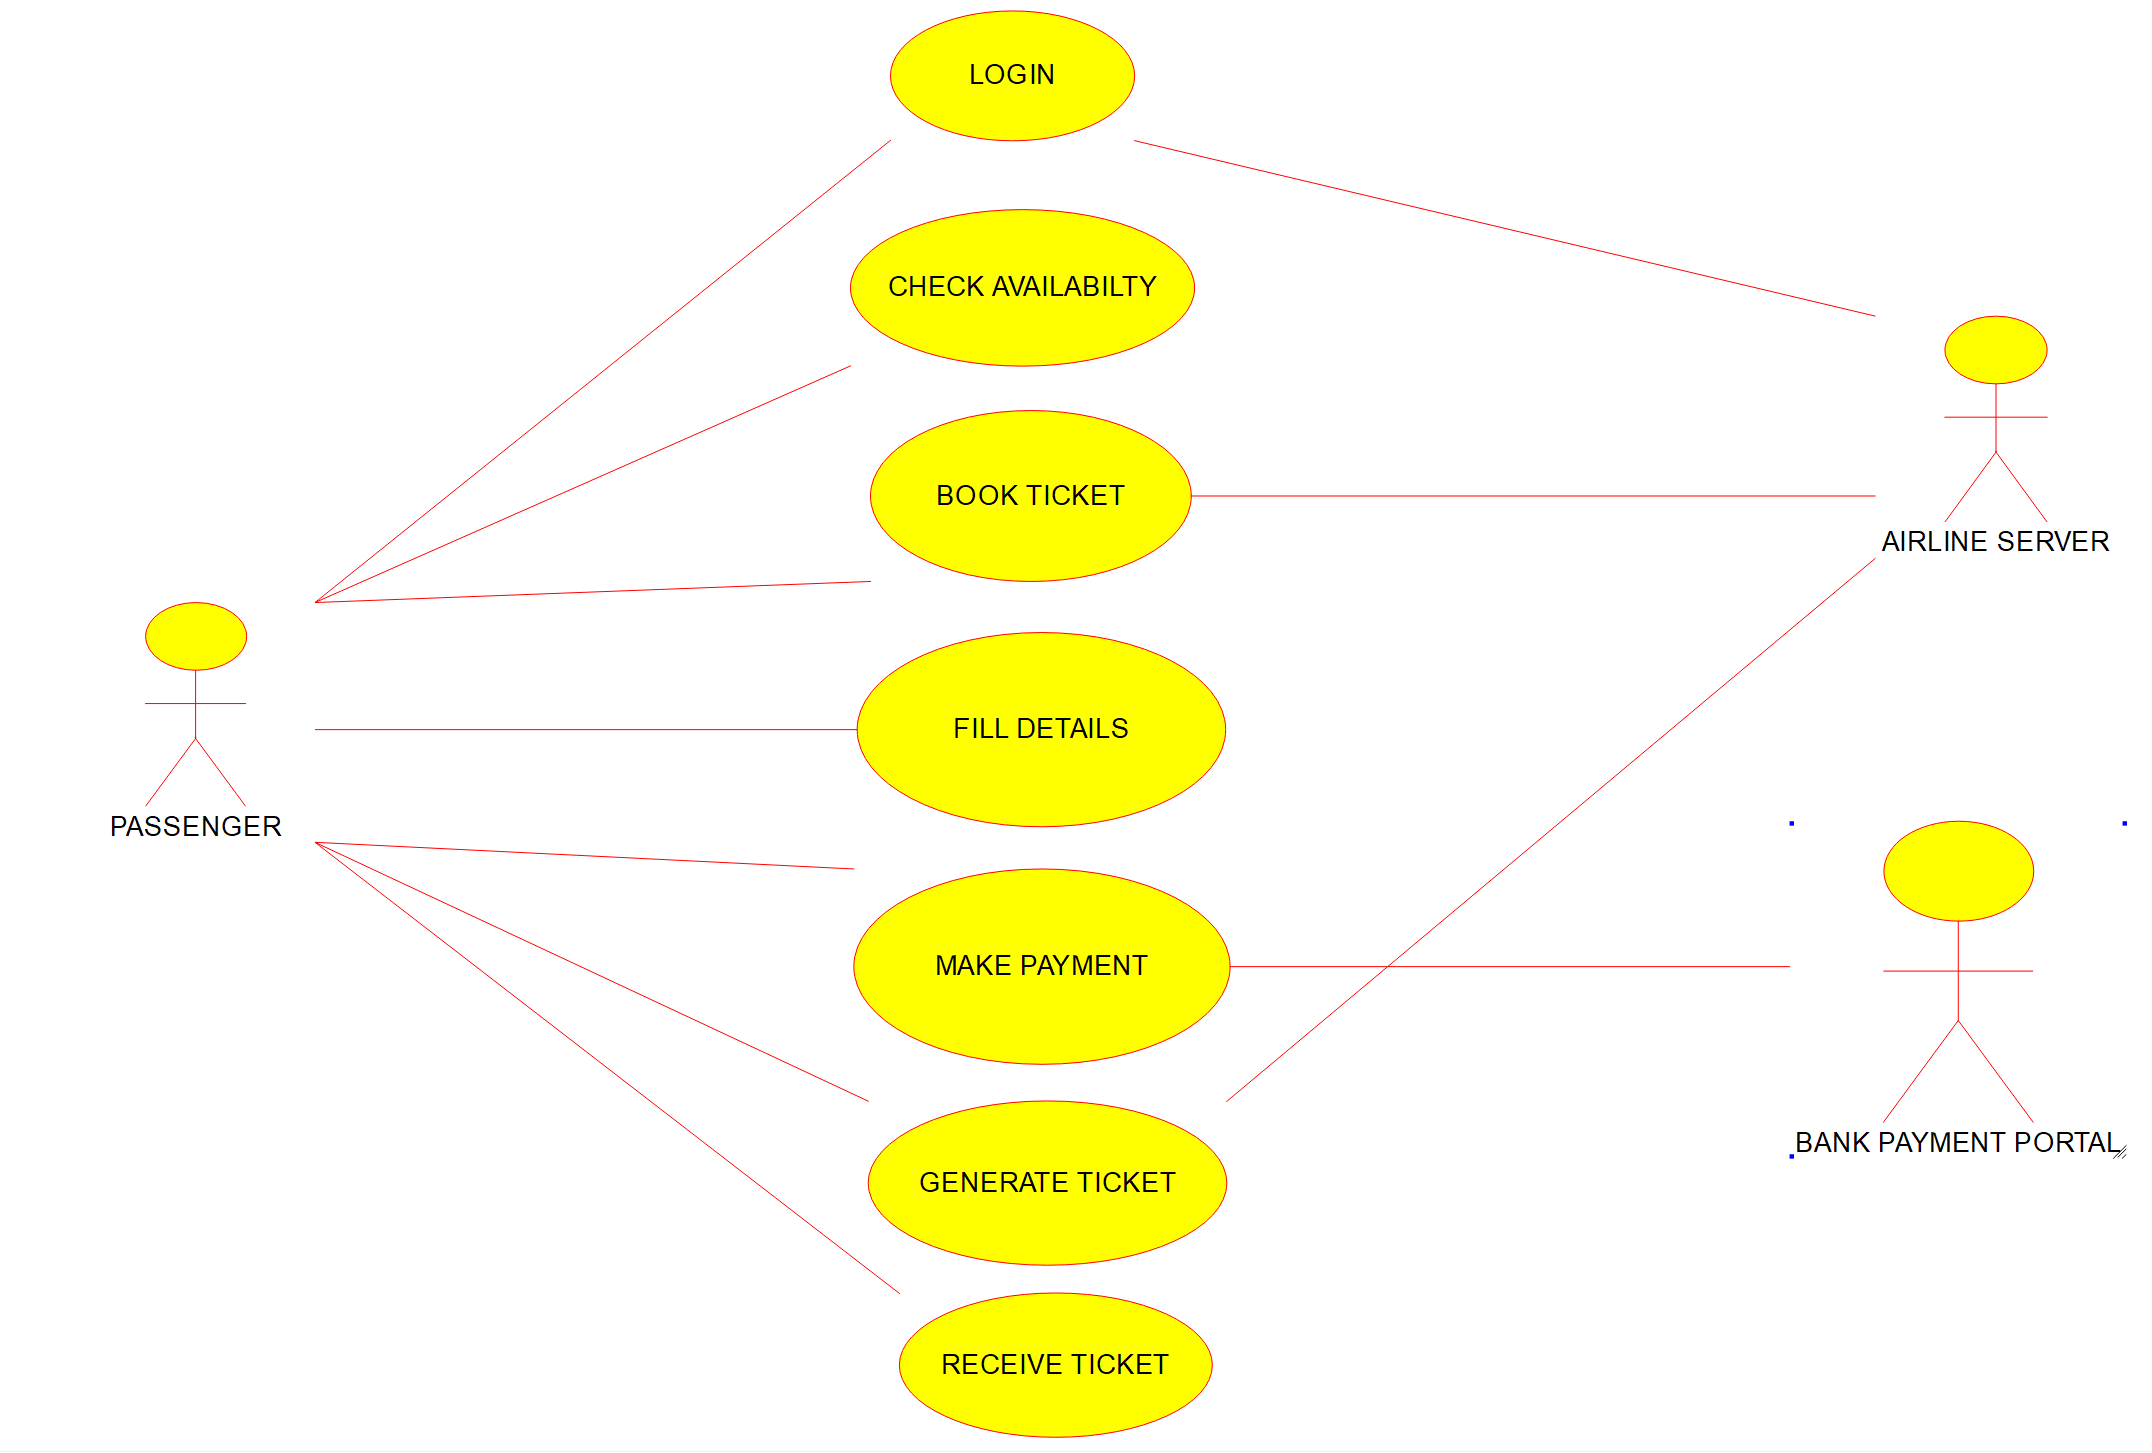 LOGIN
CHECK AVAILABILTY
BOOK TICKET
AIRLINE SERVER
FILL DETAILS
PASSENGER
MAKE PAYMENT
BANK PAYMENT PORTAL
GENERATE TICKET
RECEIVE TICKET